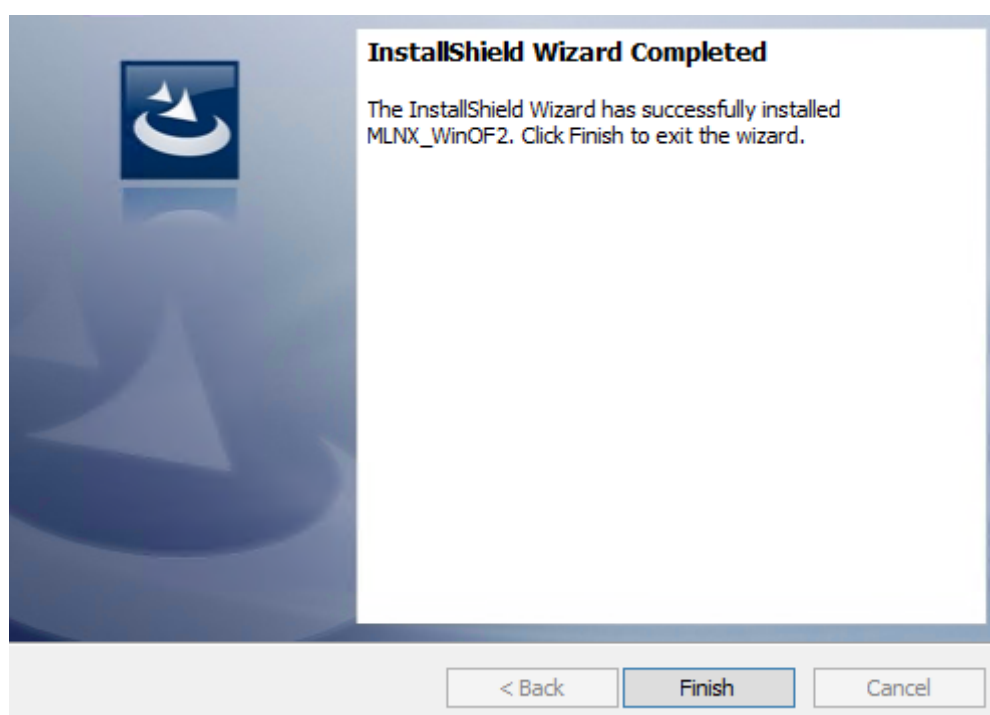 InstallShield Wizard Completed
The InstallShield Wizard has successfully installed
MLNX_WinOF2. Click Finish to exit the wizard.
< Back
Finish
Cancel